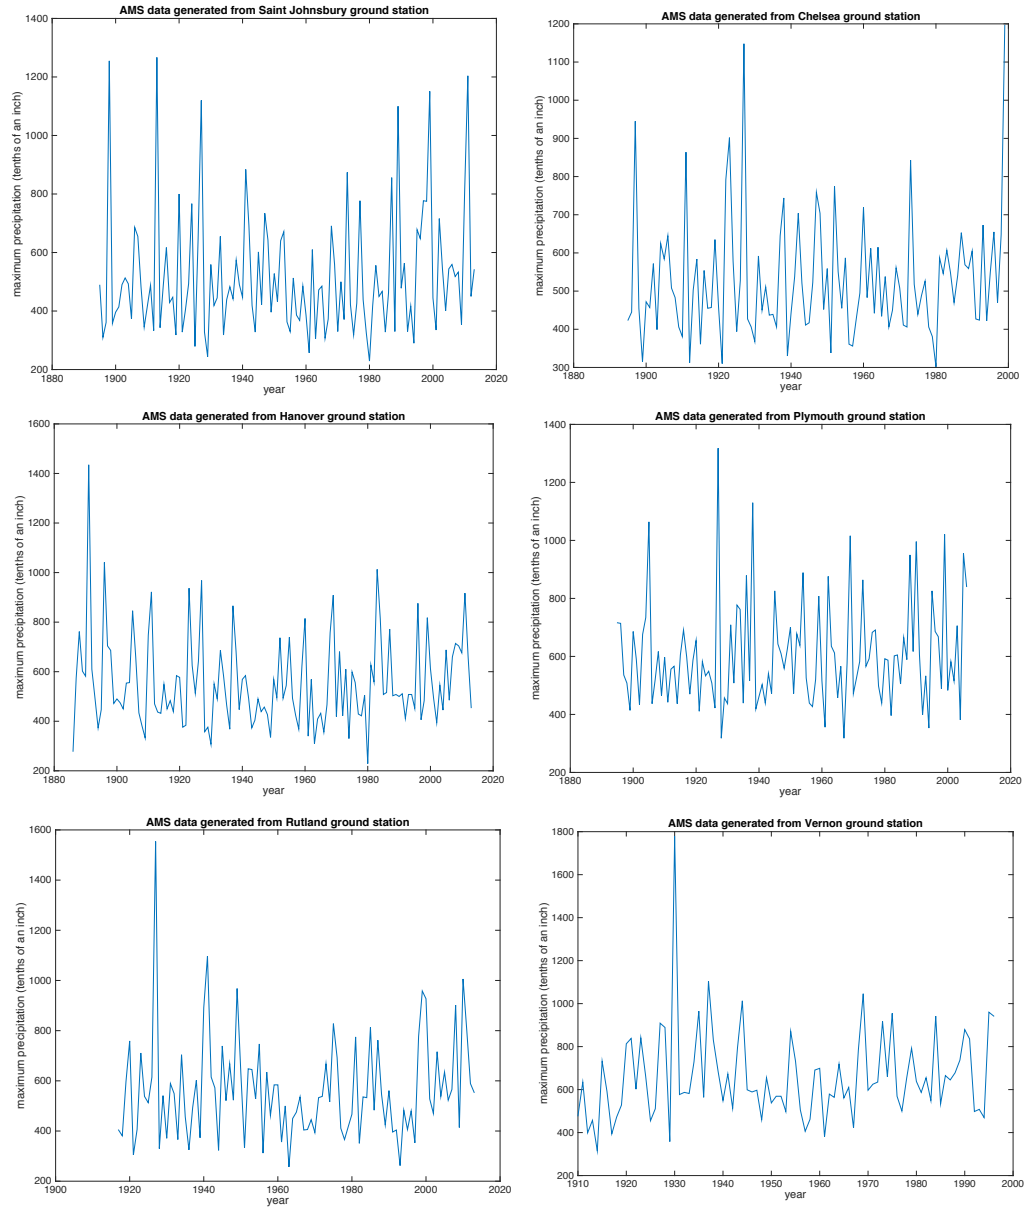 AMS data generated from Saint Johnsbury ground station
maximum precipitation (tenths of an inch)
1400
1200
1000
800
600
400
200
1880 1900 1920 1940 1960 1980 2000 2020
year
AMS data generated from Chelsea ground station
maximum precipitation (tenths of an inch)
1200
1100
1000
900
800
700
600
500
400
300
1880 1900 1920 1940 1960 1980 2000
year
AMS data generated from Hanover ground station
maximum precipitation (tenths of an inch)
1600
1400
1200
1000
800
600
400
200
1880 1900 1920 1940 1960 1980 2000 2020
year
AMS data generated from Plymouth ground station
maximum precipitation (tenths of an inch)
1400
1200
1000
800
600
400
200
1880 1900 1920 1940 1960 1980 2000 2020
year
AMS data generated from Rutland ground station
maximum precipitation (tenths of an inch)
1600
1400
1200
1000
800
600
400
200
1900 1920 1940 1960 1980 2000 2020
year
AMS data generated from Vernon ground station
maximum precipitation (tenths of an inch)
1800
1600
1400
1200
1000
800
600
400
200
1910 1920 1930 1940 1950 1960 1970 1980 1990 2000
year